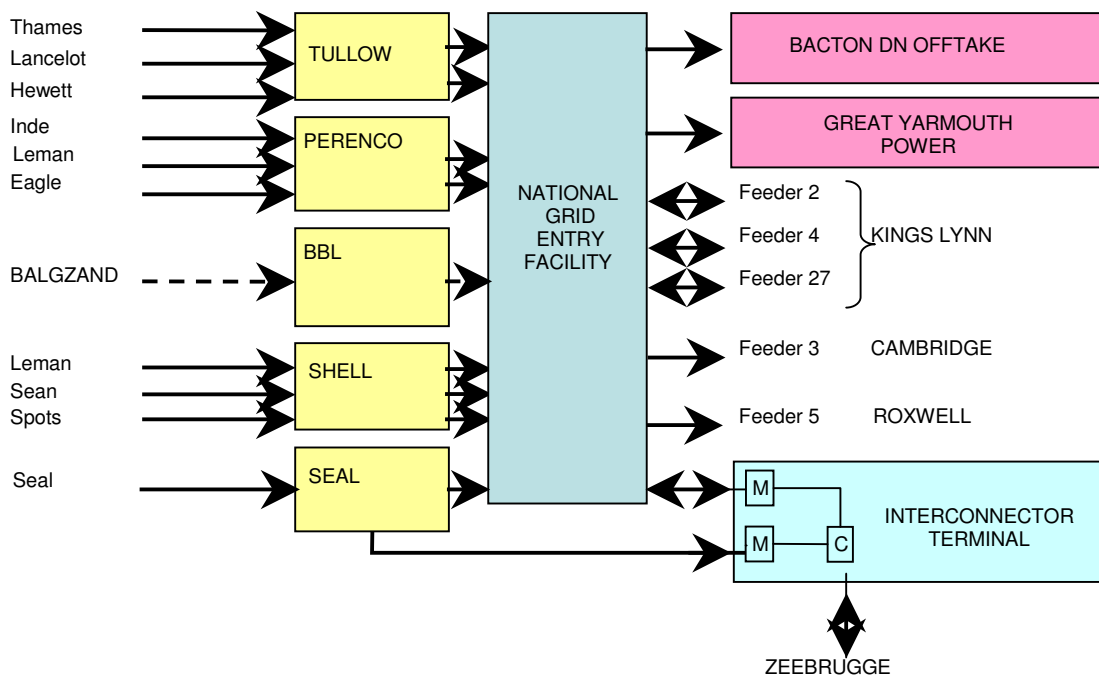 Thames
Lancelot
Hewett
TULLOW
Inde
Leman
Eagle
PERENCO
BALGZAND
BBL
Leman
Sean
Spots
SHELL
Seal
SEAL
NATIONAL
GRID
ENTRY
FACILITY
BACTON DN OFFTAKE
GREAT YARMOUTH
POWER
Feeder 2
Feeder 4
Feeder 27
KINGS LYNN
Feeder 3 CAMBRIDGE
Feeder 5 ROXWELL
M
M
C
INTERCONNECTOR
TERMINAL
ZEEBRUGGE